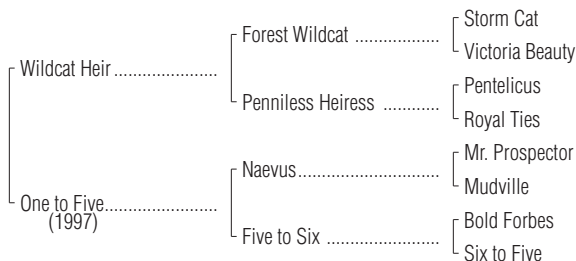 Storm Cat
Forest Wildcat ..................
Victoria Beauty
Wildcat Heir ......................
Pentelicus
Penniless Heiress ............
Royal Ties
Mr. Prospector
Naevus..............................
Mudville
One to Five........................
(1997)
Bold Forbes
Five to Six ........................
Six to Five